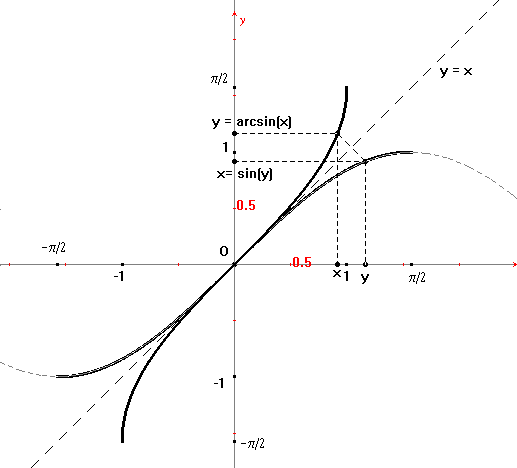 y
y = x
π/2
y = arcsin(x)
1
x= sin(y)
0.5
0
−π/2
-1
0.5
x
1
y
π/2
-1
−π/2